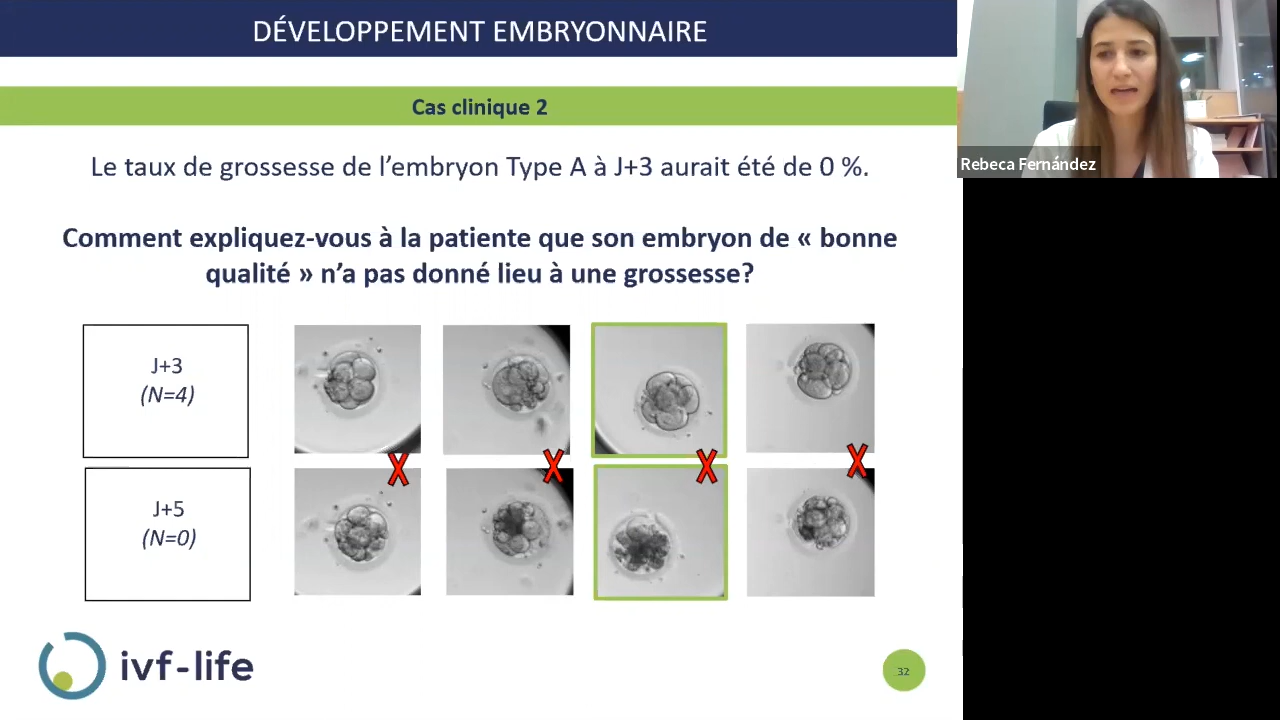 DÉVELOPPEMENT EMBRYONNAIRE
Cas clinique 2
Le taux de grossesse de l’embryon Type A à J+3 aurait été de 0 %.
Comment expliquez-vous à la patiente que son embryon de « bonne
qualité » n’a pas donné lieu à une grossesse?
J+3
(N=4)
J+5
(N=0)
ivf-life
32
Rebeca Fernández